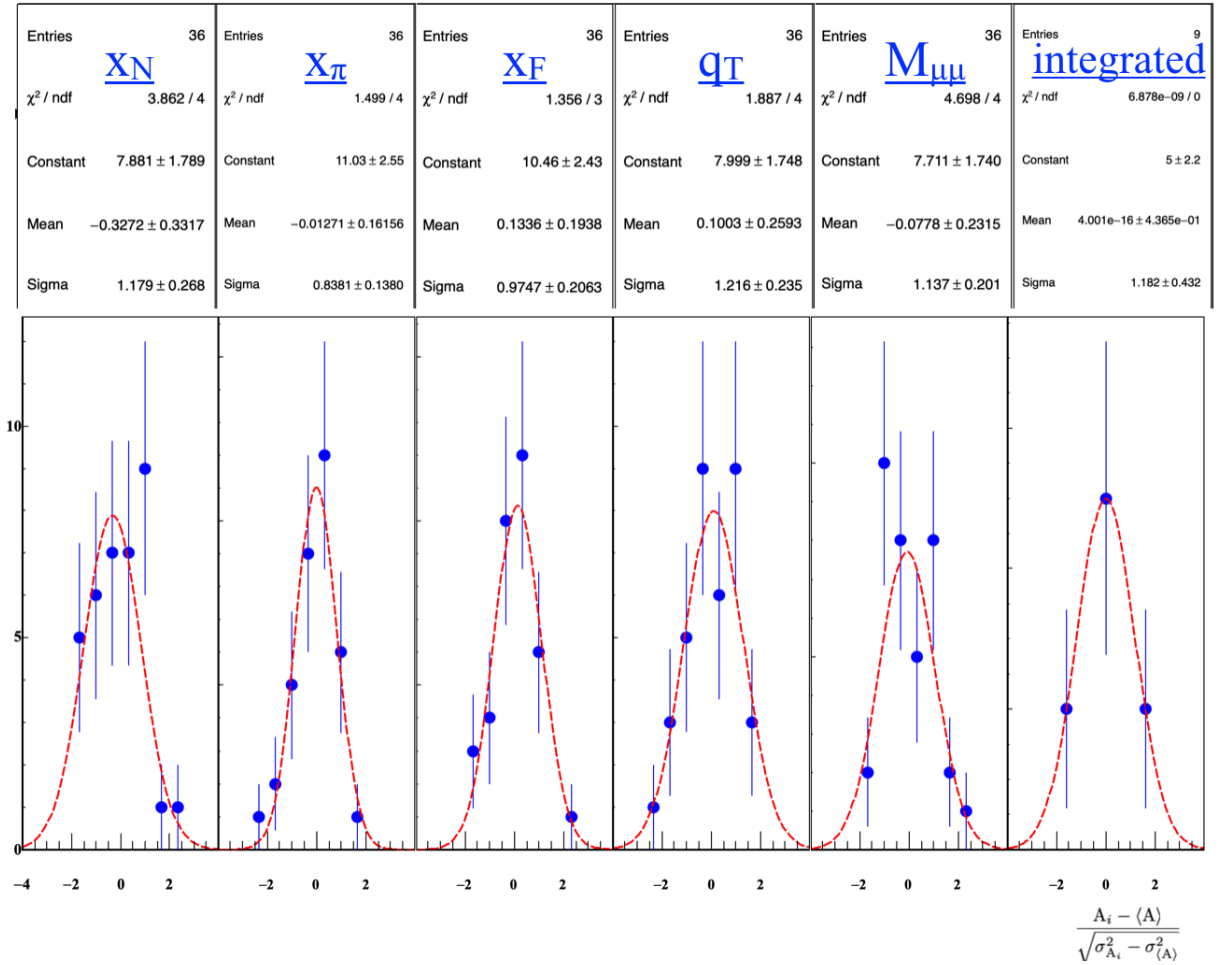 Entries 36 Entries 36 Entries 36 Entries 36 Entries 36 Entries 9
xN xπ xF qT Mμμ integrated
χ² / ndf 3.862 / 4 χ² / ndf 1.499 / 4 χ² / ndf 1.356 / 3 χ² / ndf 1.887 / 4 χ² / ndf 4.698 / 4 χ² / ndf 6.878e−09 / 0
Constant 7.881 ± 1.789 Constant 11.03 ± 2.55 Constant 10.46 ± 2.43 Constant 7.999 ± 1.748 Constant 7.711 ± 1.740 Constant 5 ± 2.2
Mean −0.3272 ± 0.3317 Mean −0.01271 ± 0.16156 Mean 0.1336 ± 0.1938 Mean 0.1003 ± 0.2593 Mean −0.0778 ± 0.2315 Mean 4.001e−16 ± 4.365e−01
Sigma 1.179 ± 0.268 Sigma 0.8381 ± 0.1380 Sigma 0.9747 ± 0.2063 Sigma 1.216 ± 0.235 Sigma 1.137 ± 0.201 Sigma 1.182 ± 0.432
10
5
0
−4 −2 0 2 −2 0 2 −2 0 2 −2 0 2 −2 0 2 −2 0 2
A_i − ⟨A⟩
√σ²_{A_i} − σ²_{⟨A⟩}